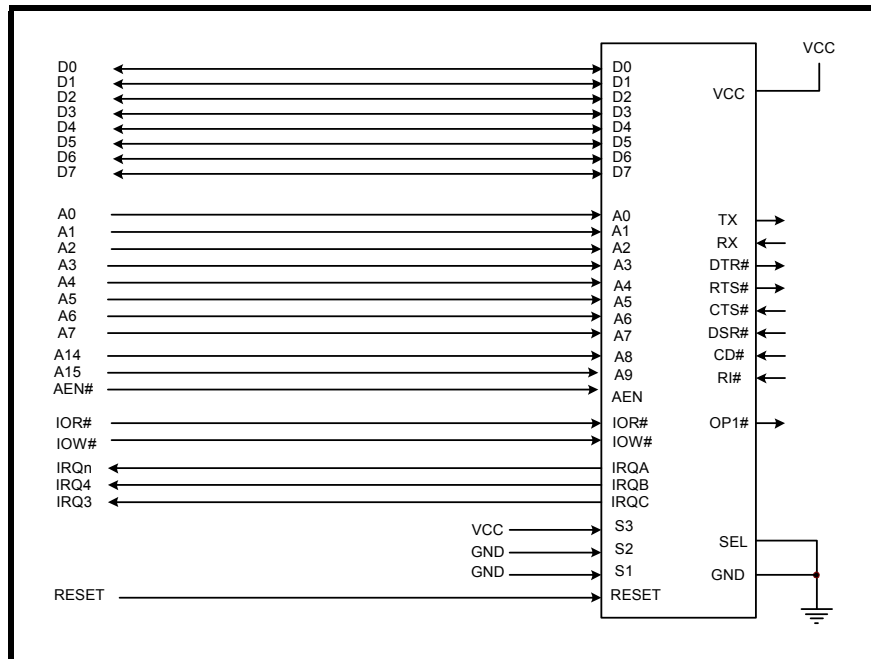 VCC
D0 D0
D1 D1
D2 D2 VCC
D3 D3
D4 D4
D5 D5
D6 D6
D7 D7
A0 A0 TX
A1 A1
A2 A2 RX
A3 A3 DTR#
A4 A4 RTS#
A5 A5
A6 A6 CTS#
A7 A7 DSR#
A14 A8 CD#
A15 A9 RI#
AEN# AEN
IOR# IOR# OP1#
IOW# IOW#
IRQn IRQA
IRQ4 IRQB
IRQ3 IRQC
VCC S3
GND S2 SEL
GND S1 GND
RESET RESET